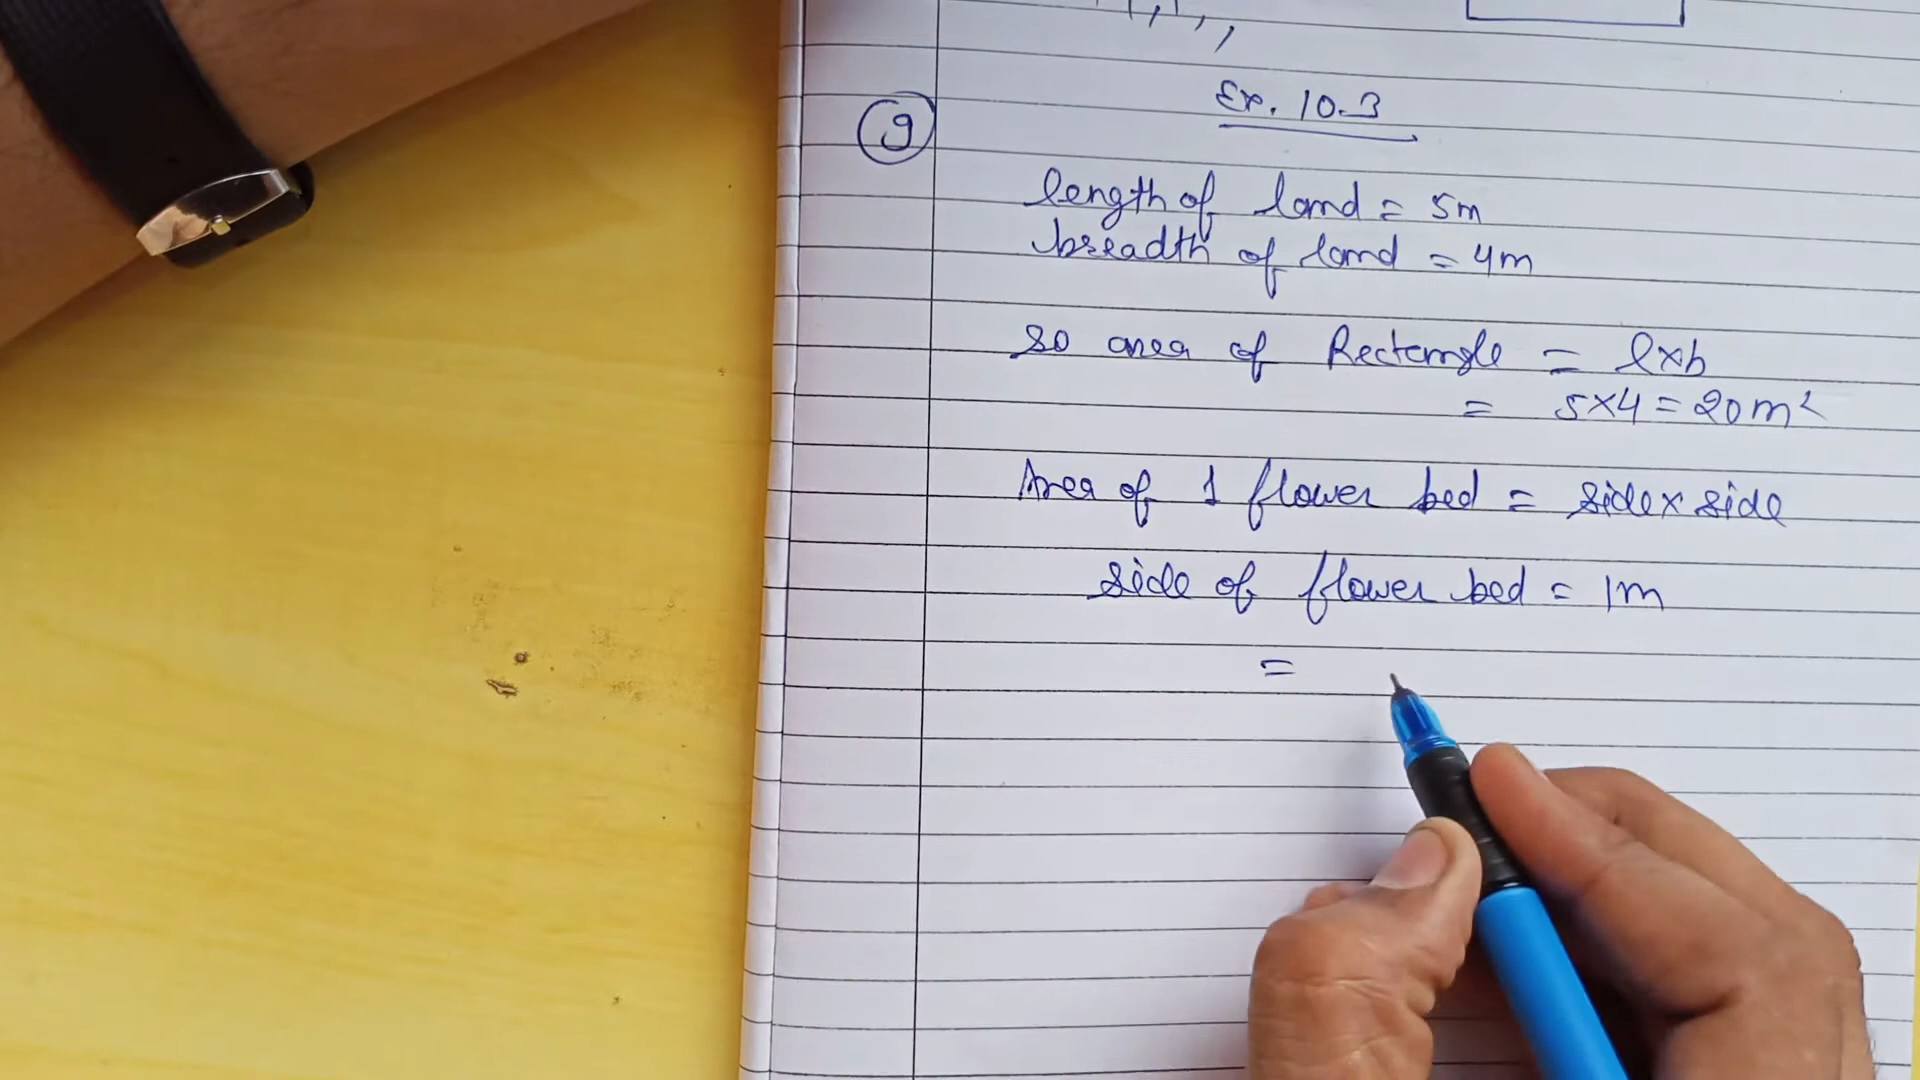 Ex. 10.3
9
length of land = 5m
breadth of land = 4m
so area of Rectangle = l×b
= 5×4 = 20m²
Area of 1 flower bed = side × side
side of flower bed = 1m
=